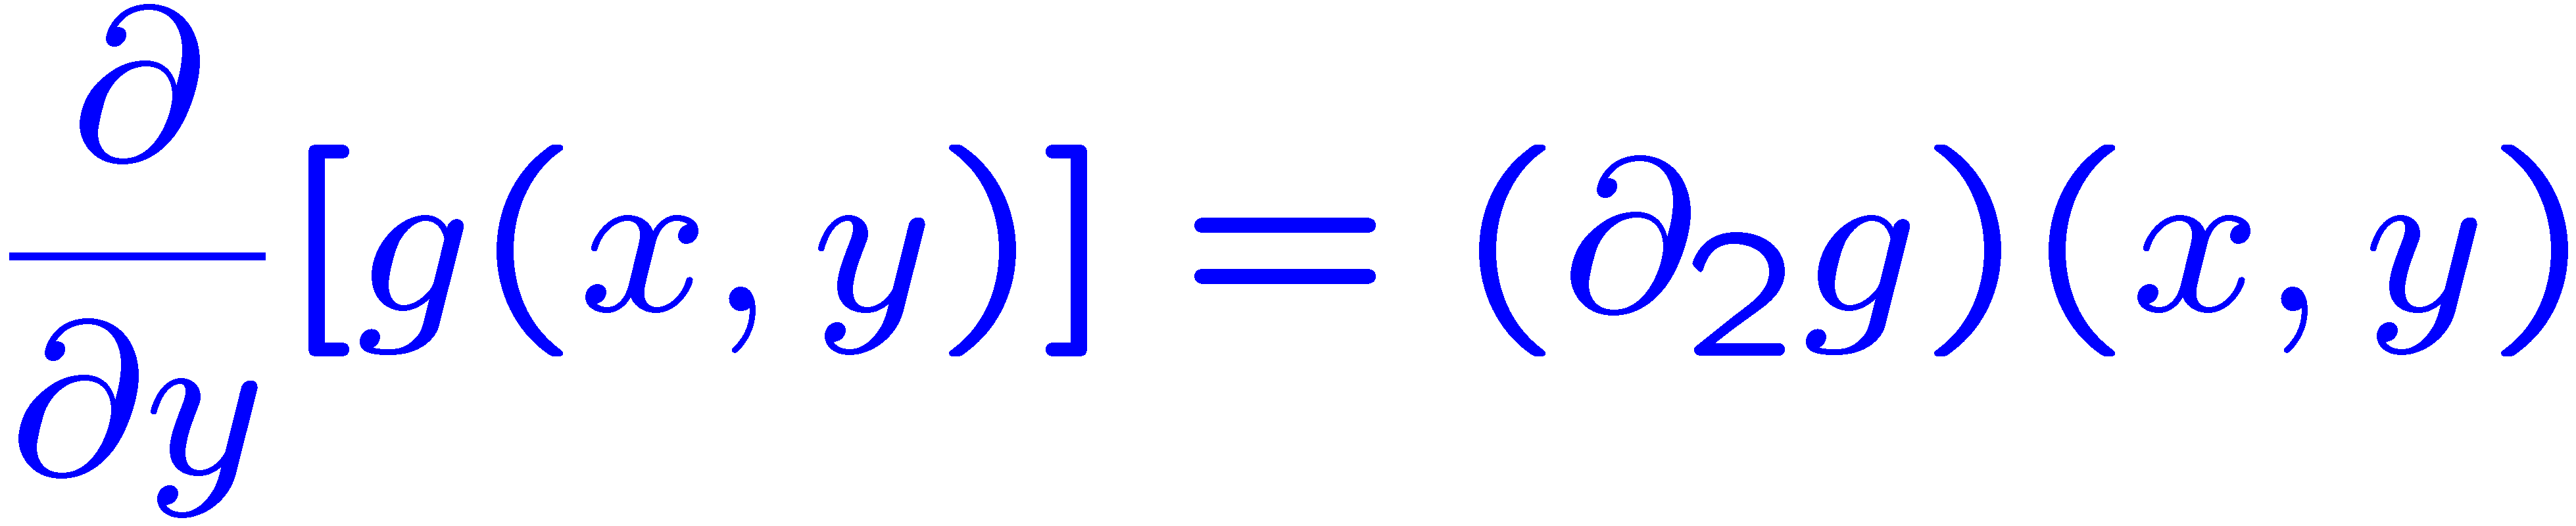 ∂/∂y [g(x, y)] = (∂₂g)(x, y)